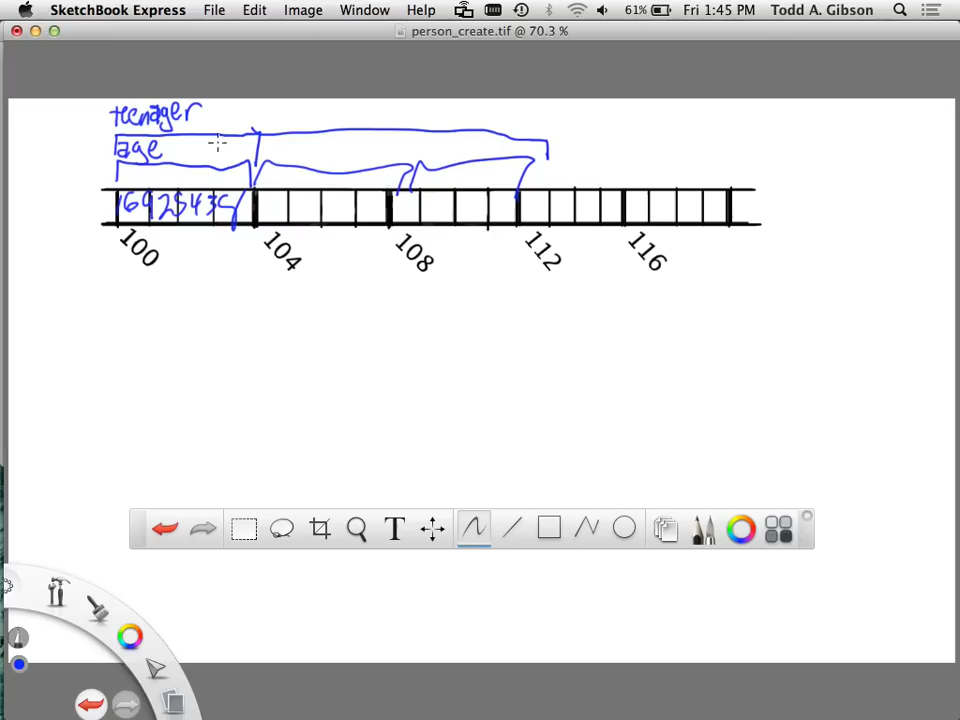 SketchBook Express File Edit Image Window Help 61% Fri 1:45 PM Todd A. Gibson
person_create.tif @ 70.3 %
teenager
age
100 104 108 112 116
T